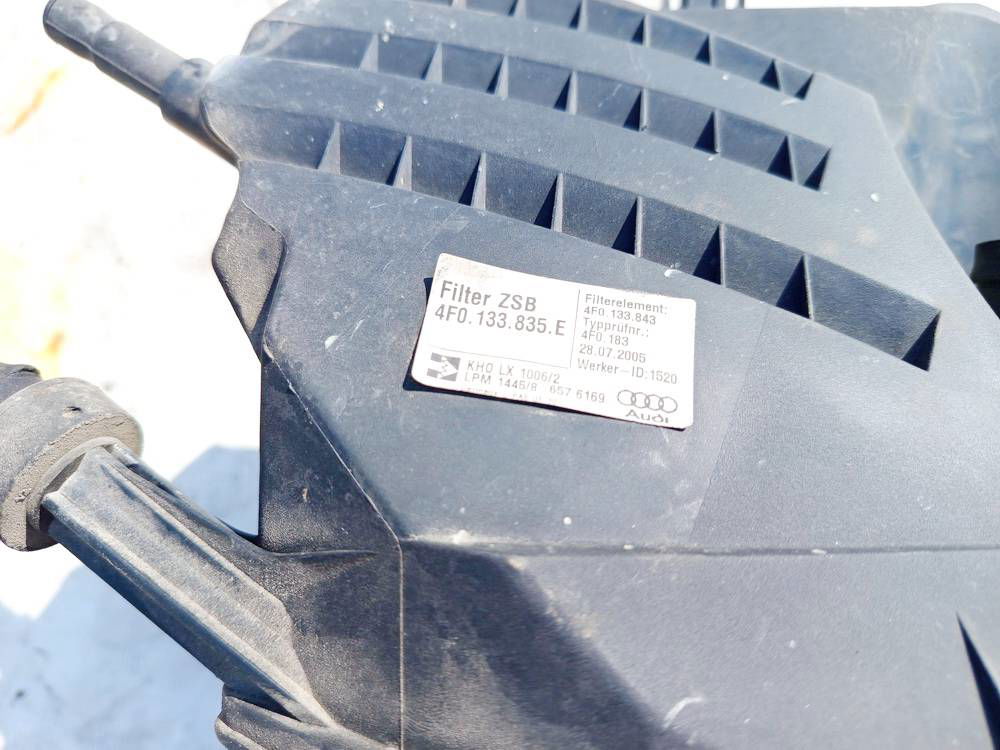 Filter ZSB
4F0.133.835.E
KHO LX 1006/2
LPM 1446/8 657 6169
Filterelement:
4F0.133.843
Typprüfnr.:
4F0.183
28.07.2005
Werker-ID:1520
Audi